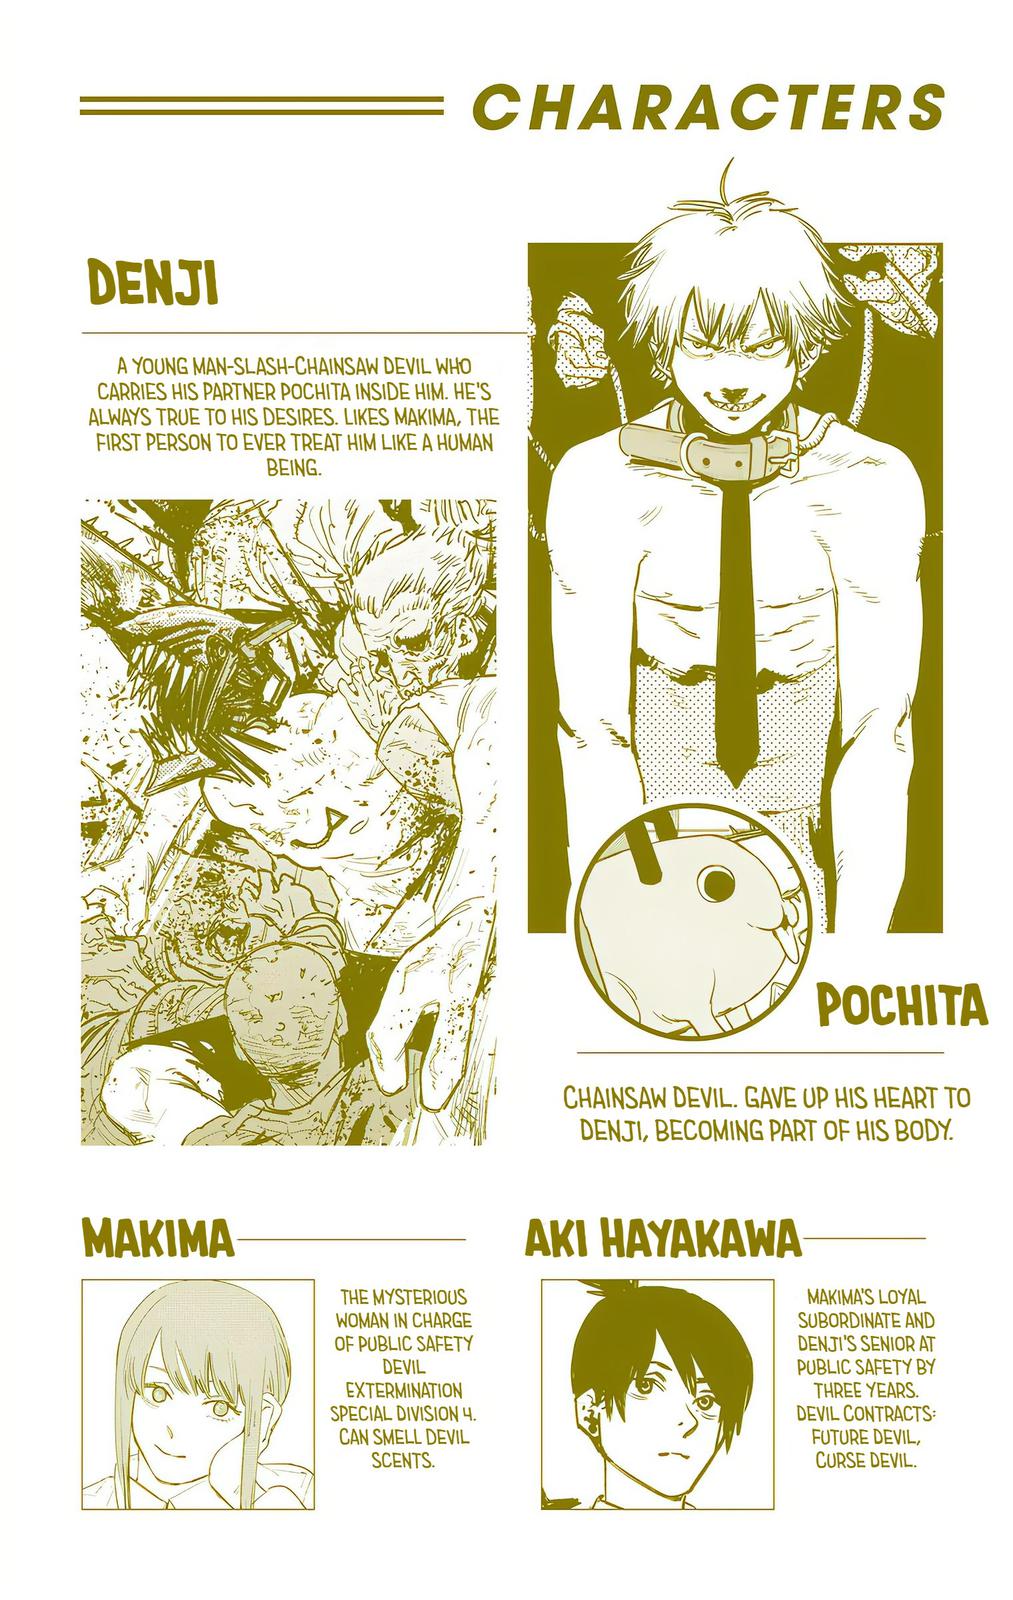 CHARACTERS
DENJI
A YOUNG MAN-SLASH-CHAINSAW DEVIL WHO
CARRIES HIS PARTNER POCHITA INSIDE HIM. HE'S
ALWAYS TRUE TO HIS DESIRES. LIKES MAKIMA, THE
FIRST PERSON TO EVER TREAT HIM LIKE A HUMAN
BEING.
POCHITA
CHAINSAW DEVIL. GAVE UP HIS HEART TO
DENJI, BECOMING PART OF HIS BODY.
MAKIMA
THE MYSTERIOUS
WOMAN IN CHARGE
OF PUBLIC SAFETY
DEVIL
EXTERMINATION
SPECIAL DIVISION 4.
CAN SMELL DEVIL
SCENTS.
AKI HAYAKAWA
MAKIMA'S LOYAL
SUBORDINATE AND
DENJI'S SENIOR AT
PUBLIC SAFETY BY
THREE YEARS.
DEVIL CONTRACTS:
FUTURE DEVIL,
CURSE DEVIL.